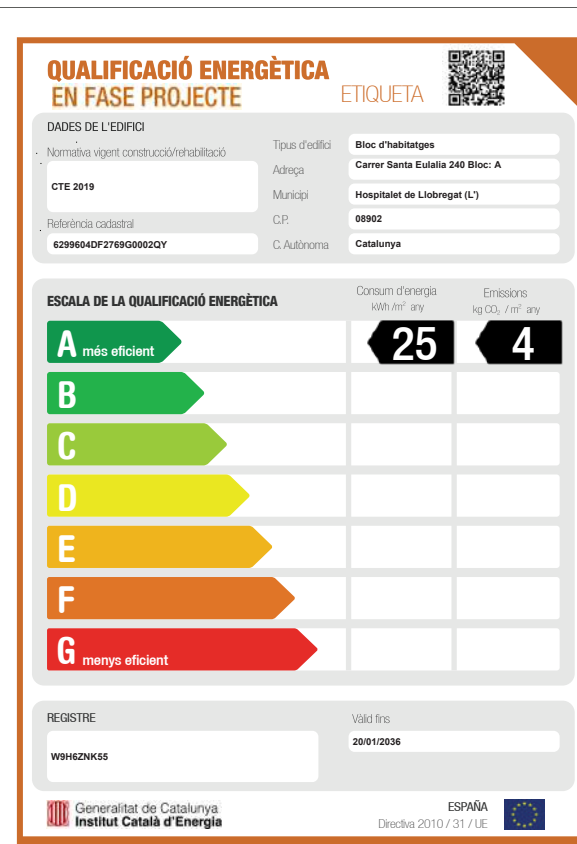 QUALIFICACIÓ ENERGÈTICA
EN FASE PROJECTE
ETIQUETA
DADES DE L'EDIFICI
Normativa vigent construcció/rehabilitació
CTE 2019
Referència cadastral
6299604DF2769G0002QY
Tipus d'edifici
Bloc d'habitatges
Adreça
Carrer Santa Eulalia 240 Bloc: A
Municipi
Hospitalet de Llobregat (L')
C.P.
08902
C. Autònoma
Catalunya
ESCALA DE LA QUALIFICACIÓ ENERGÈTICA
Consum d'energia
kWh /m² any
Emissions
kg CO₂ / m² any
A més eficient
25
4
B
C
D
E
F
G menys eficient
REGISTRE
W9H6ZNK55
Vàlid fins
20/01/2036
Generalitat de Catalunya
Institut Català d'Energia
ESPAÑA
Directiva 2010 / 31 / UE